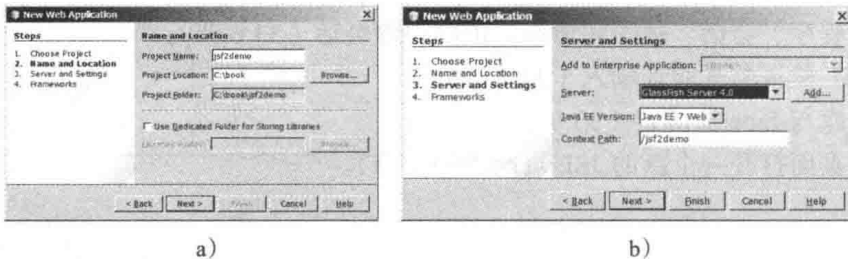 New Web Application
Steps
1. Choose Project
2. Name and Location
3. Server and Settings
4. Frameworks
Name and Location
Project Name: jsf2demo
Project Location: C:\book
Browse...
Project Folder: C:\book\jsf2demo
Use Dedicated Folder for Storing Libraries
< Back
Next >
Cancel
Help
a)
New Web Application
Steps
1. Choose Project
2. Name and Location
3. Server and Settings
4. Frameworks
Server and Settings
Add to Enterprise Application:
Server: GlassFish Server 4.0
Add...
Java EE Version: Java EE 7 Web
Context Path: /jsf2demo
< Back
Next >
Finish
Cancel
Help
b)